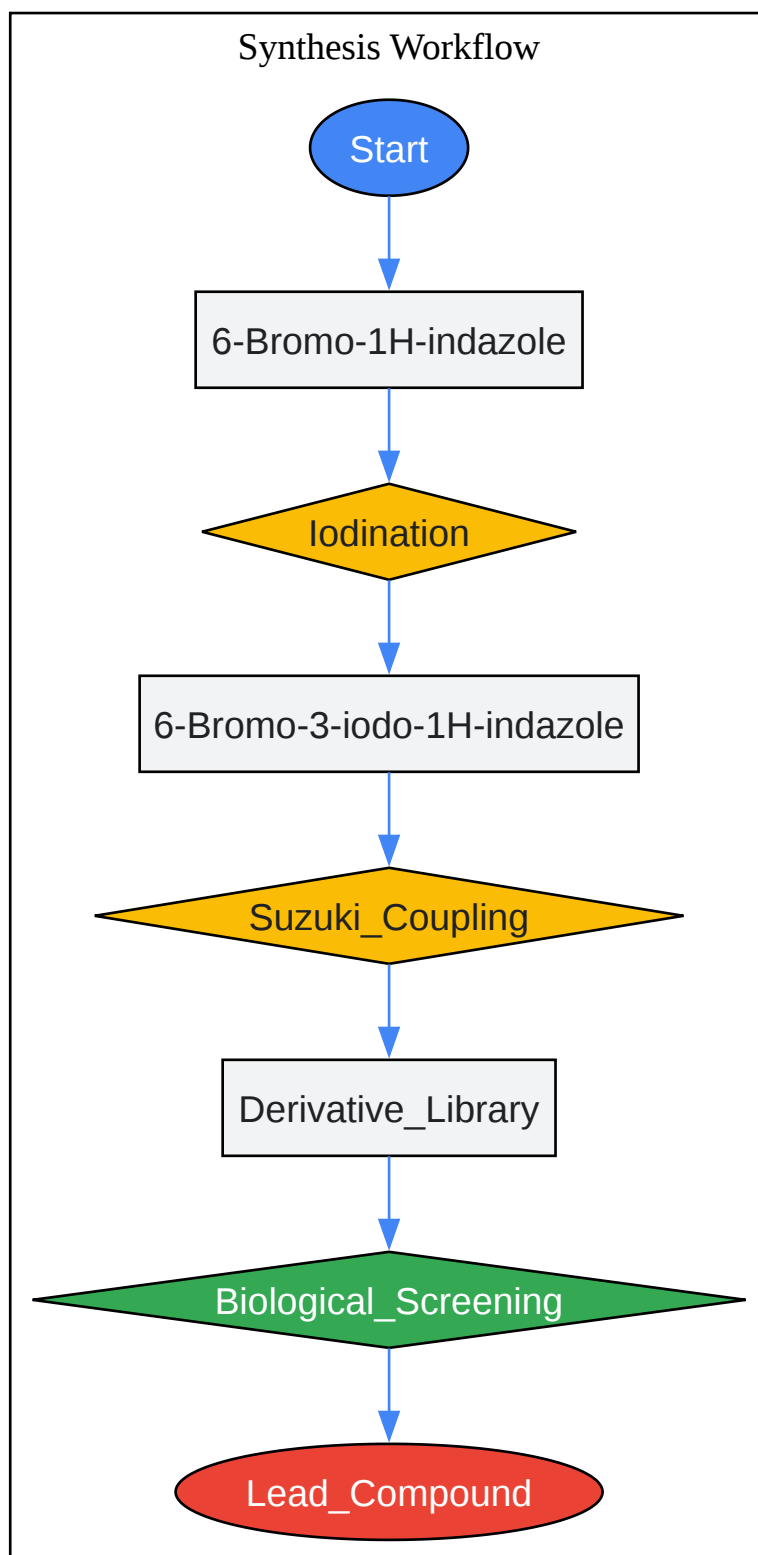 Synthesis Workflow
Start
6-Bromo-1H-indazole
Iodination
6-Bromo-3-iodo-1H-indazole
Suzuki_Coupling
Derivative_Library
Biological_Screening
Lead_Compound